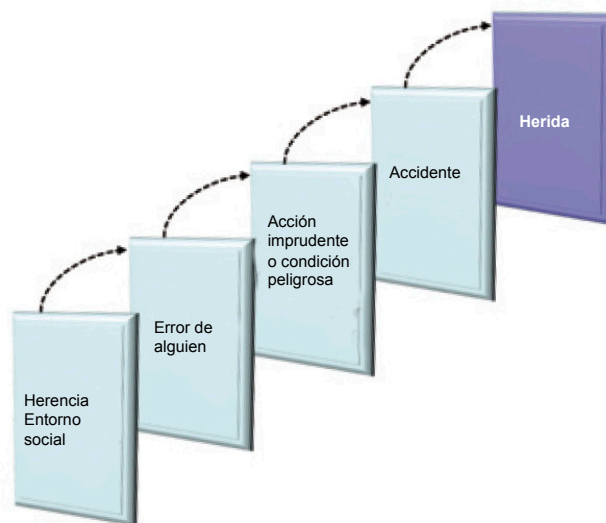 Herencia
Entorno
social
Error de
alguien
Acción
imprudente
o condición
peligrosa
Accidente
Herida